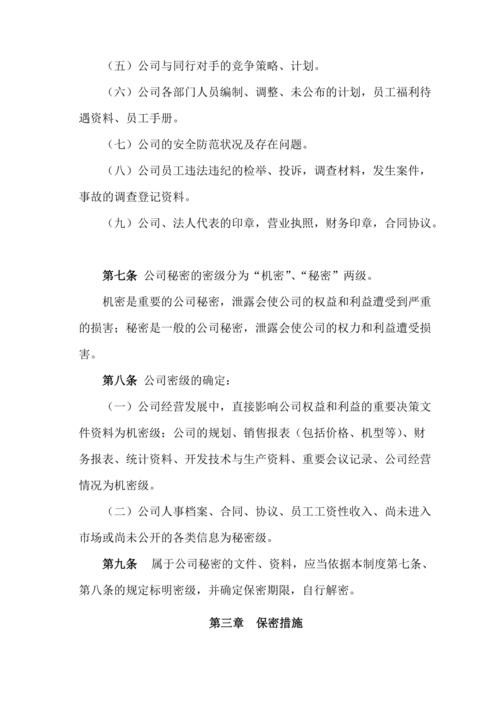 （五）公司与同行对手的竞争策略、计划。
（六）公司各部门人员编制、调整、未公布的计划，员工福利待
遇资料、员工手册。
（七）公司的安全防范状况及存在问题。
（八）公司员工违法违纪的检举、投诉，调查材料，发生案件，
事故的调查登记资料。
（九）公司、法人代表的印章，营业执照，财务印章，合同协议。
第七条 公司秘密的密级分为“机密”、“秘密”两级。
机密是重要的公司秘密，泄露会使公司的权益和利益遭受到严重
的损害；秘密是一般的公司秘密，泄露会使公司的权力和利益遭受损
害。
第八条 公司密级的确定：
（一）公司经营发展中，直接影响公司权益和利益的重要决策文
件资料为机密级；公司的规划、销售报表（包括价格、机型等）、财
务报表、统计资料、开发技术与生产资料、重要会议记录、公司经营
情况为机密级。
（二）公司人事档案、合同、协议、员工工资性收入、尚未进入
市场或尚未公开的各类信息为秘密级。
第九条 属于公司秘密的文件、资料，应当依据本制度第七条、
第八条的规定标明密级，并确定保密期限，自行解密。
第三章 保密措施